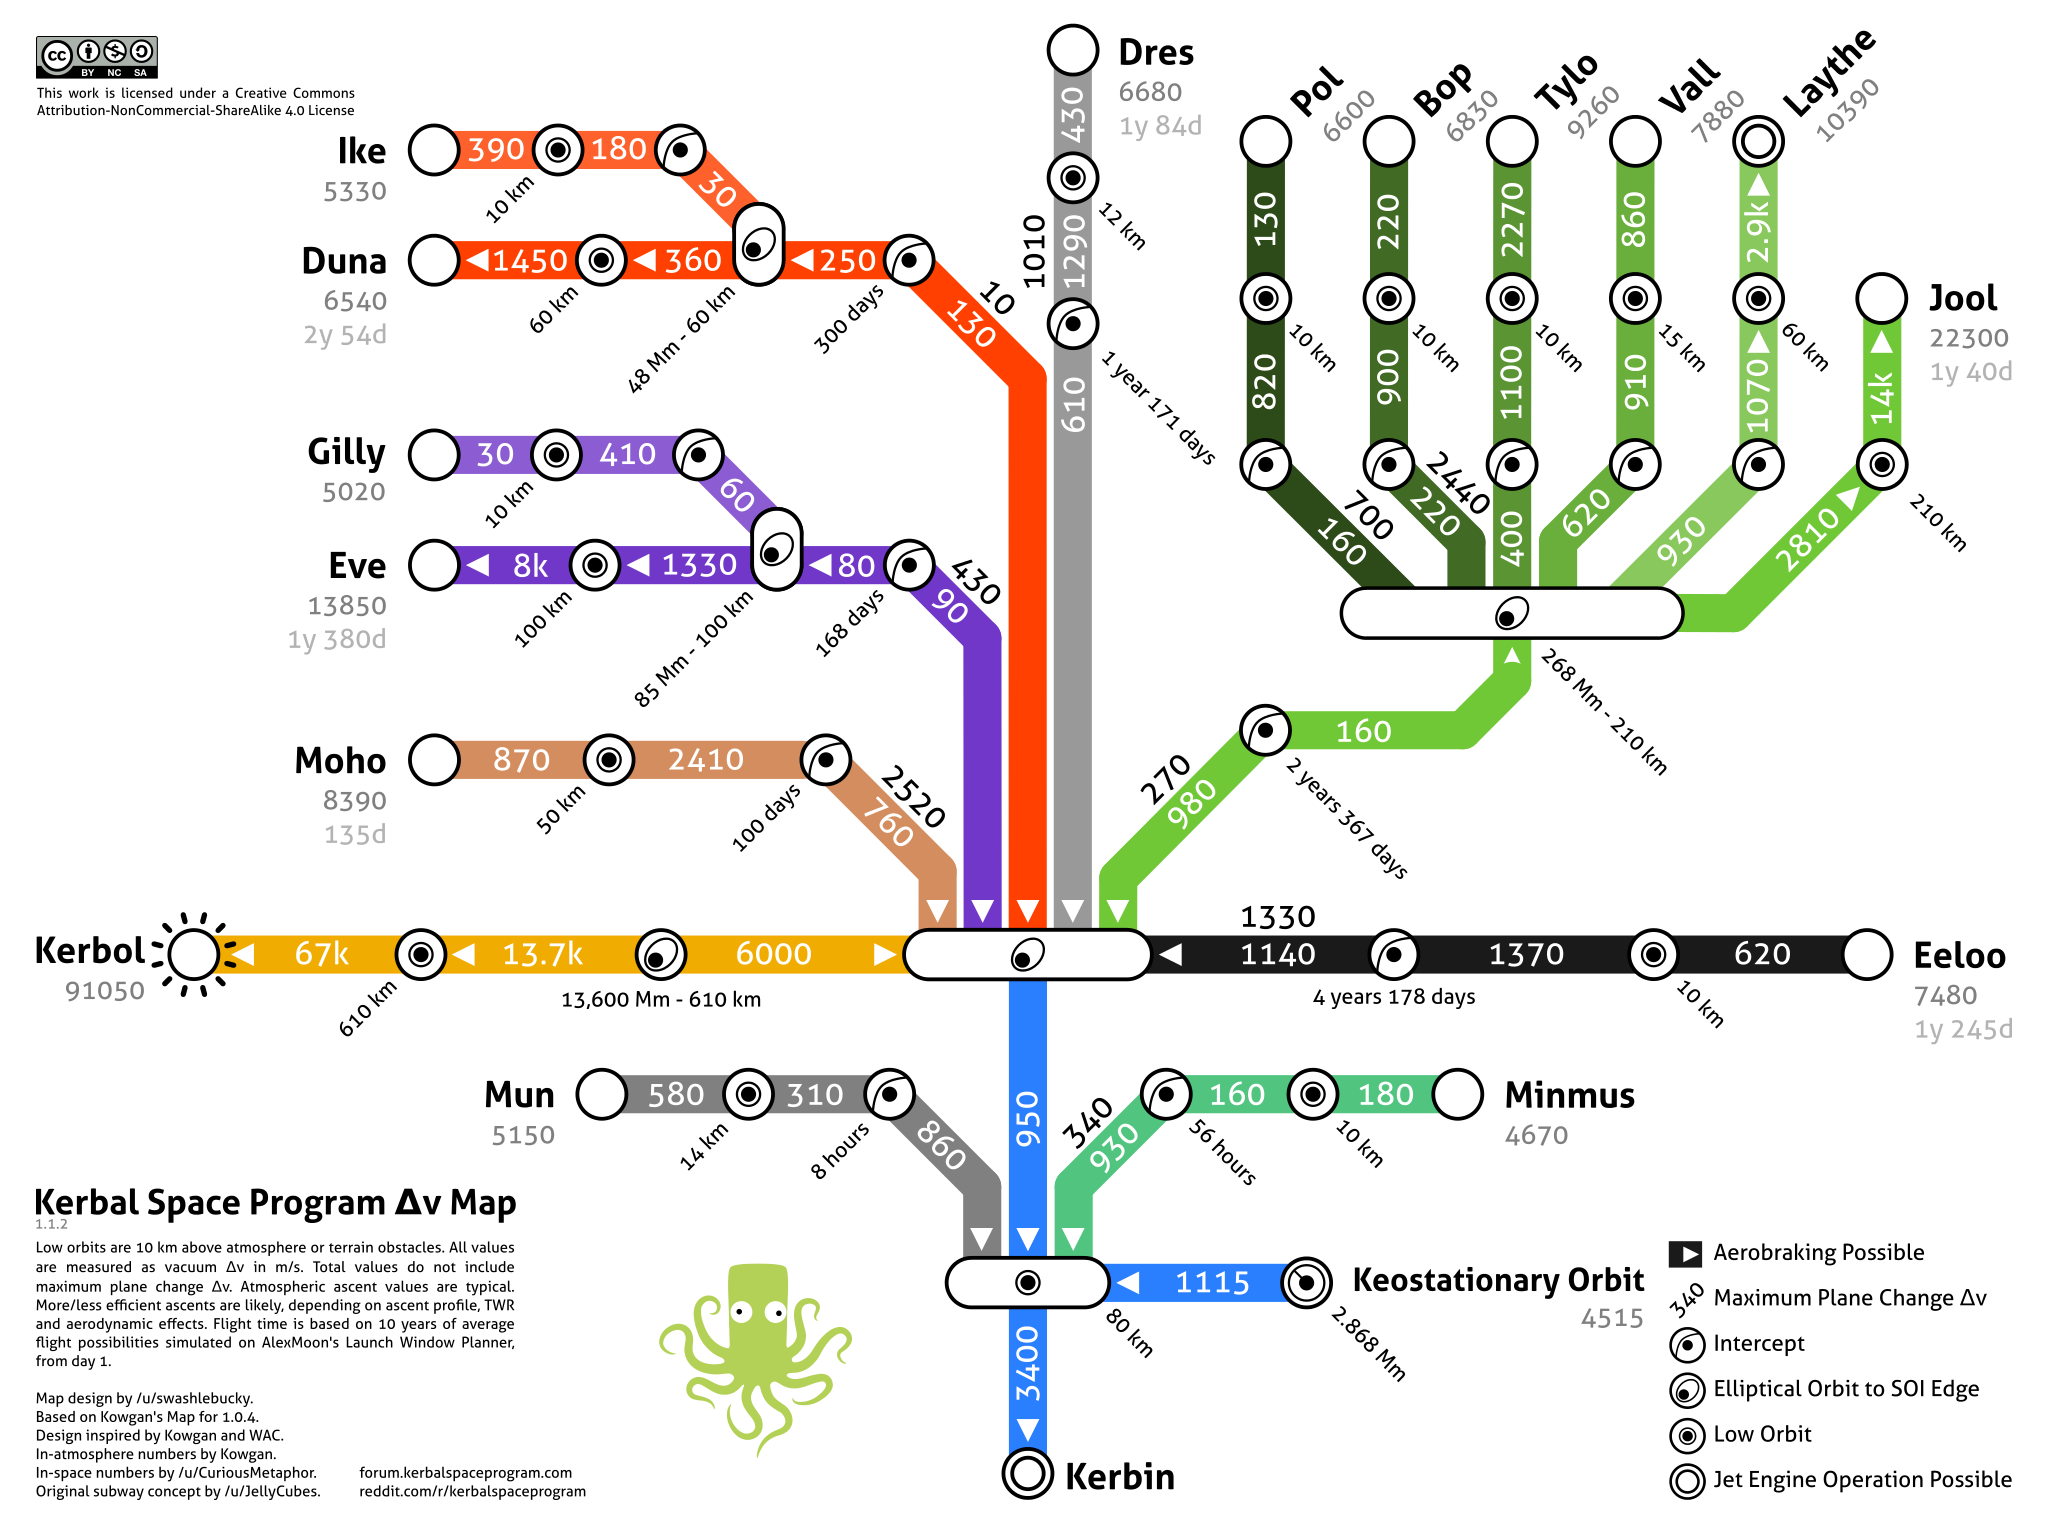 cc
BY NC SA
This work is licensed under a Creative Commons
Attribution-NonCommercial-ShareAlike 4.0 License
Dres
6680
1y 84d
430
12 km
1010
1290
1 year 171 days
610
Pol
6600
Bop
6830
Tylo
9260
Vall
7880
Laythe
10390
130
220
2270
860
2.9k
10 km
10 km
10 km
15 km
60 km
820
900
1100
910
1070
Jool
22300
1y 40d
14k
210 km
700
160
2440
220
400
620
930
2810
268 Mm - 210 km
160
2 years 367 days
270
980
Ike
5330
390
180
10 km
30
Duna
6540
2y 54d
1450
360
250
60 km
48 Mm - 60 km
300 days
10
130
Gilly
5020
30
410
10 km
60
Eve
13850
1y 380d
8k
1330
80
100 km
85 Mm - 100 km
168 days
430
90
Moho
8390
135d
870
2410
50 km
100 days
2520
760
Kerbol
91050
67k
13.7k
6000
610 km
13,600 Mm - 610 km
1330
1140
1370
620
4 years 178 days
10 km
Eeloo
7480
1y 245d
Mun
5150
580
310
14 km
8 hours
860
950
340
930
160
180
56 hours
10 km
Minmus
4670
1115
80 km
2.868 Mm
Keostationary Orbit
4515
3400
Kerbin
Kerbal Space Program Δv Map
1.1.2
Low orbits are 10 km above atmosphere or terrain obstacles. All values
are measured as vacuum Δv in m/s. Total values do not include
maximum plane change Δv. Atmospheric ascent values are typical.
More/less efficient ascents are likely, depending on ascent profile, TWR
and aerodynamic effects. Flight time is based on 10 years of average
flight possibilities simulated on AlexMoon's Launch Window Planner,
from day 1.
Map design by /u/swashlebucky.
Based on Kowgan's Map for 1.0.4.
Design inspired by Kowgan and WAC.
In-atmosphere numbers by Kowgan.
In-space numbers by /u/CuriousMetaphor.
Original subway concept by /u/JellyCubes.
forum.kerbalspaceprogram.com
reddit.com/r/kerbalspaceprogram
Aerobraking Possible
340 Maximum Plane Change Δv
Intercept
Elliptical Orbit to SOI Edge
Low Orbit
Jet Engine Operation Possible